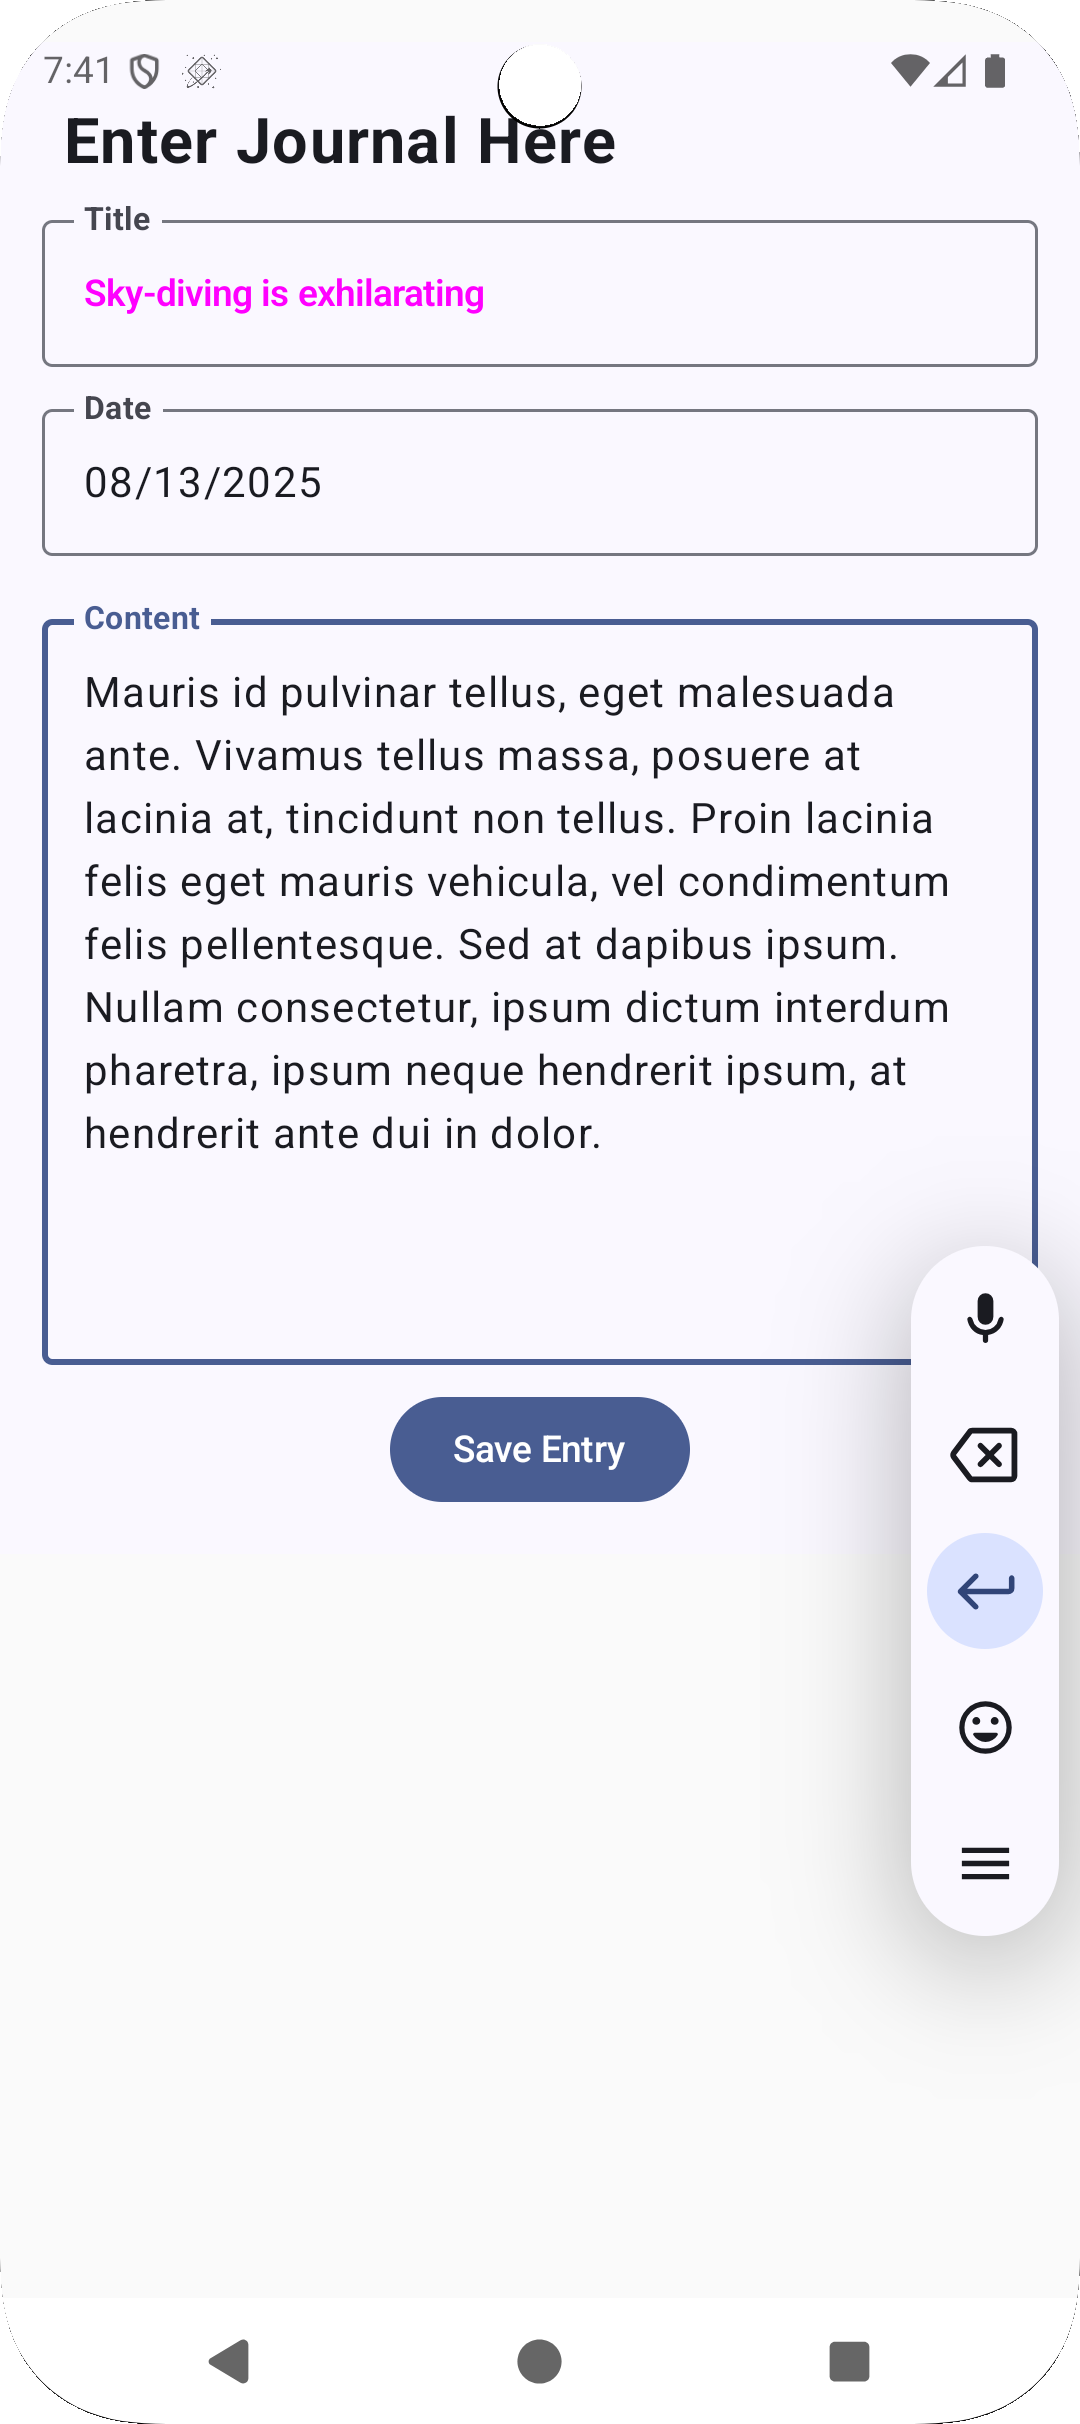 7:41
Enter Journal Here
Title
Sky-diving is exhilarating
Date
08/13/2025
Content
Mauris id pulvinar tellus, eget malesuada
ante. Vivamus tellus massa, posuere at
lacinia at, tincidunt non tellus. Proin lacinia
felis eget mauris vehicula, vel condimentum
felis pellentesque. Sed at dapibus ipsum.
Nullam consectetur, ipsum dictum interdum
pharetra, ipsum neque hendrerit ipsum, at
hendrerit ante dui in dolor.
Save Entry